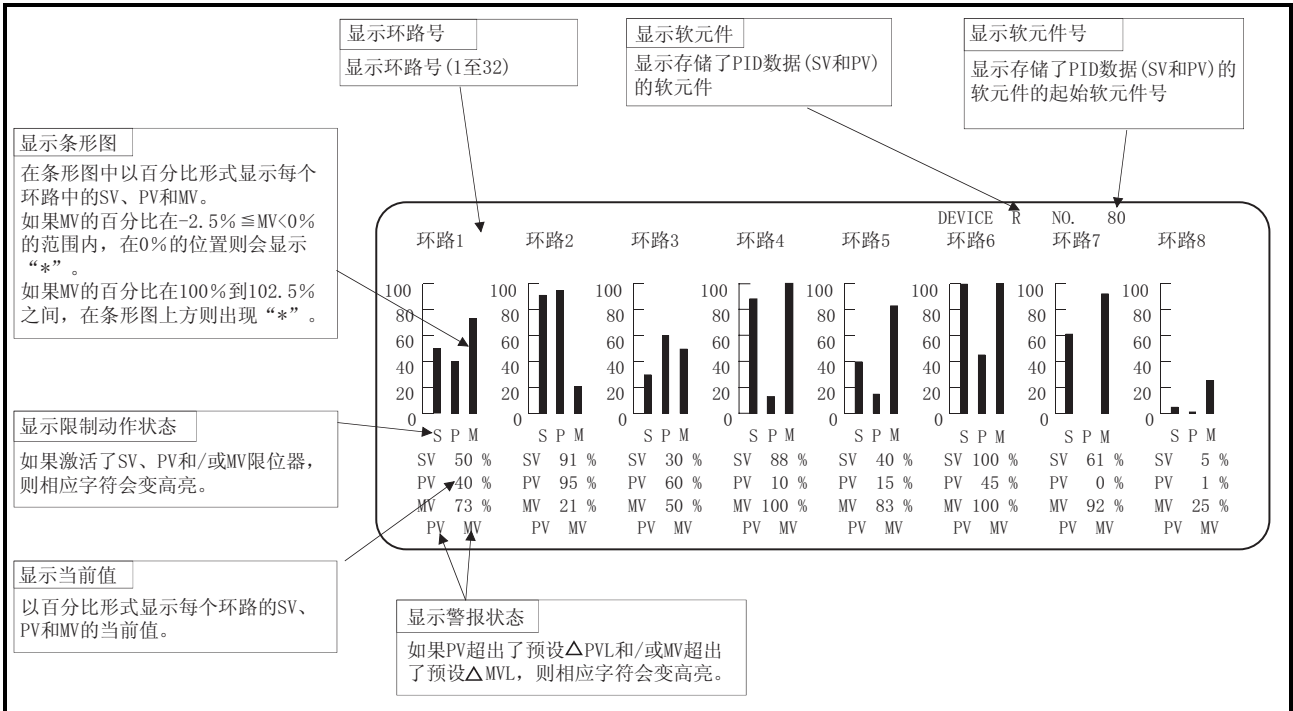 显示环路号
显示环路号(1至32)
显示软元件
显示存储了PID数据(SV和PV)
的软元件
显示软元件号
显示存储了PID数据(SV和PV)的
软元件的起始软元件号
显示条形图
在条形图中以百分比形式显示每个
环路中的SV、PV和MV。
如果MV的百分比在-2.5%≦MV<0%
的范围内，在0%的位置则会显示
“*”。
如果MV的百分比在100%到102.5%
之间，在条形图上方则出现“*”。
显示限制动作状态
如果激活了SV、PV和/或MV限位器，
则相应字符会变高亮。
显示当前值
以百分比形式显示每个环路的SV、
PV和MV的当前值。
DEVICE R NO. 80
环路1 环路2 环路3 环路4 环路5 环路6 环路7 环路8
100 100 100 100 100 100 100 100
80 80 80 80 80 80 80 80
60 60 60 60 60 60 60 60
40 40 40 40 40 40 40 40
20 20 20 20 20 20 20 20
0 0 0 0 0 0 0 0
S P M S P M S P M S P M S P M S P M S P M S P M
SV 50 % SV 91 % SV 30 % SV 88 % SV 40 % SV 100 % SV 61 % SV 5 %
PV 40 % PV 95 % PV 60 % PV 10 % PV 15 % PV 45 % PV 0 % PV 1 %
MV 73 % MV 21 % MV 50 % MV 100 % MV 83 % MV 100 % MV 92 % MV 25 %
PV MV PV MV PV MV PV MV PV MV PV MV PV MV PV MV
显示警报状态
如果PV超出了预设△PVL和/或MV超出
了预设△MVL，则相应字符会变高亮。